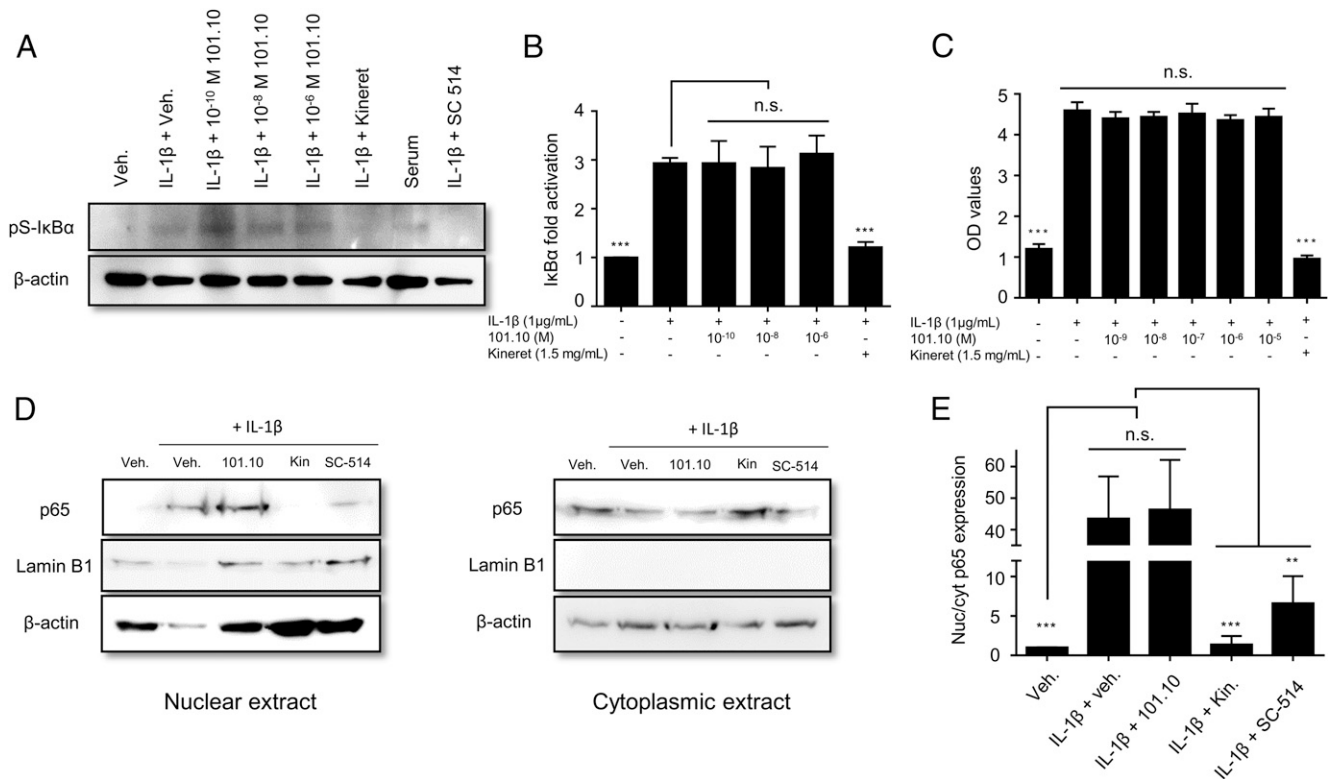 A
Veh.
IL-1β + Veh.
IL-1β + 10⁻¹⁰ M 101.10
IL-1β + 10⁻⁸ M 101.10
IL-1β + 10⁻⁶ M 101.10
IL-1β + Kineret
Serum
IL-1β + SC 514
pS-IκBα
β-actin
B
n.s.
IκBα fold activation
4
3
2
1
0
***
***
IL-1β (1μg/mL) - + + + + +
101.10 (M) - - 10⁻¹⁰ 10⁻⁸ 10⁻⁶ -
Kineret (1.5 mg/mL) - - - - - +
C
n.s.
OD values
5
4
3
2
1
0
***
***
IL-1β (1μg/mL) - + + + + + + +
101.10 (M) - - 10⁻⁹ 10⁻⁸ 10⁻⁷ 10⁻⁶ 10⁻⁵ -
Kineret (1.5 mg/mL) - - - - - - - +
D
+ IL-1β
Veh. Veh. 101.10 Kin SC-514
p65
Lamin B1
β-actin
Nuclear extract
+ IL-1β
Veh. Veh. 101.10 Kin SC-514
p65
Lamin B1
β-actin
Cytoplasmic extract
E
n.s.
Nuc/cyt p65 expression
60
50
40
30
10
5
0
***
***
**
Veh.
IL-1β + veh.
IL-1β + 101.10
IL-1β + Kin.
IL-1β + SC-514